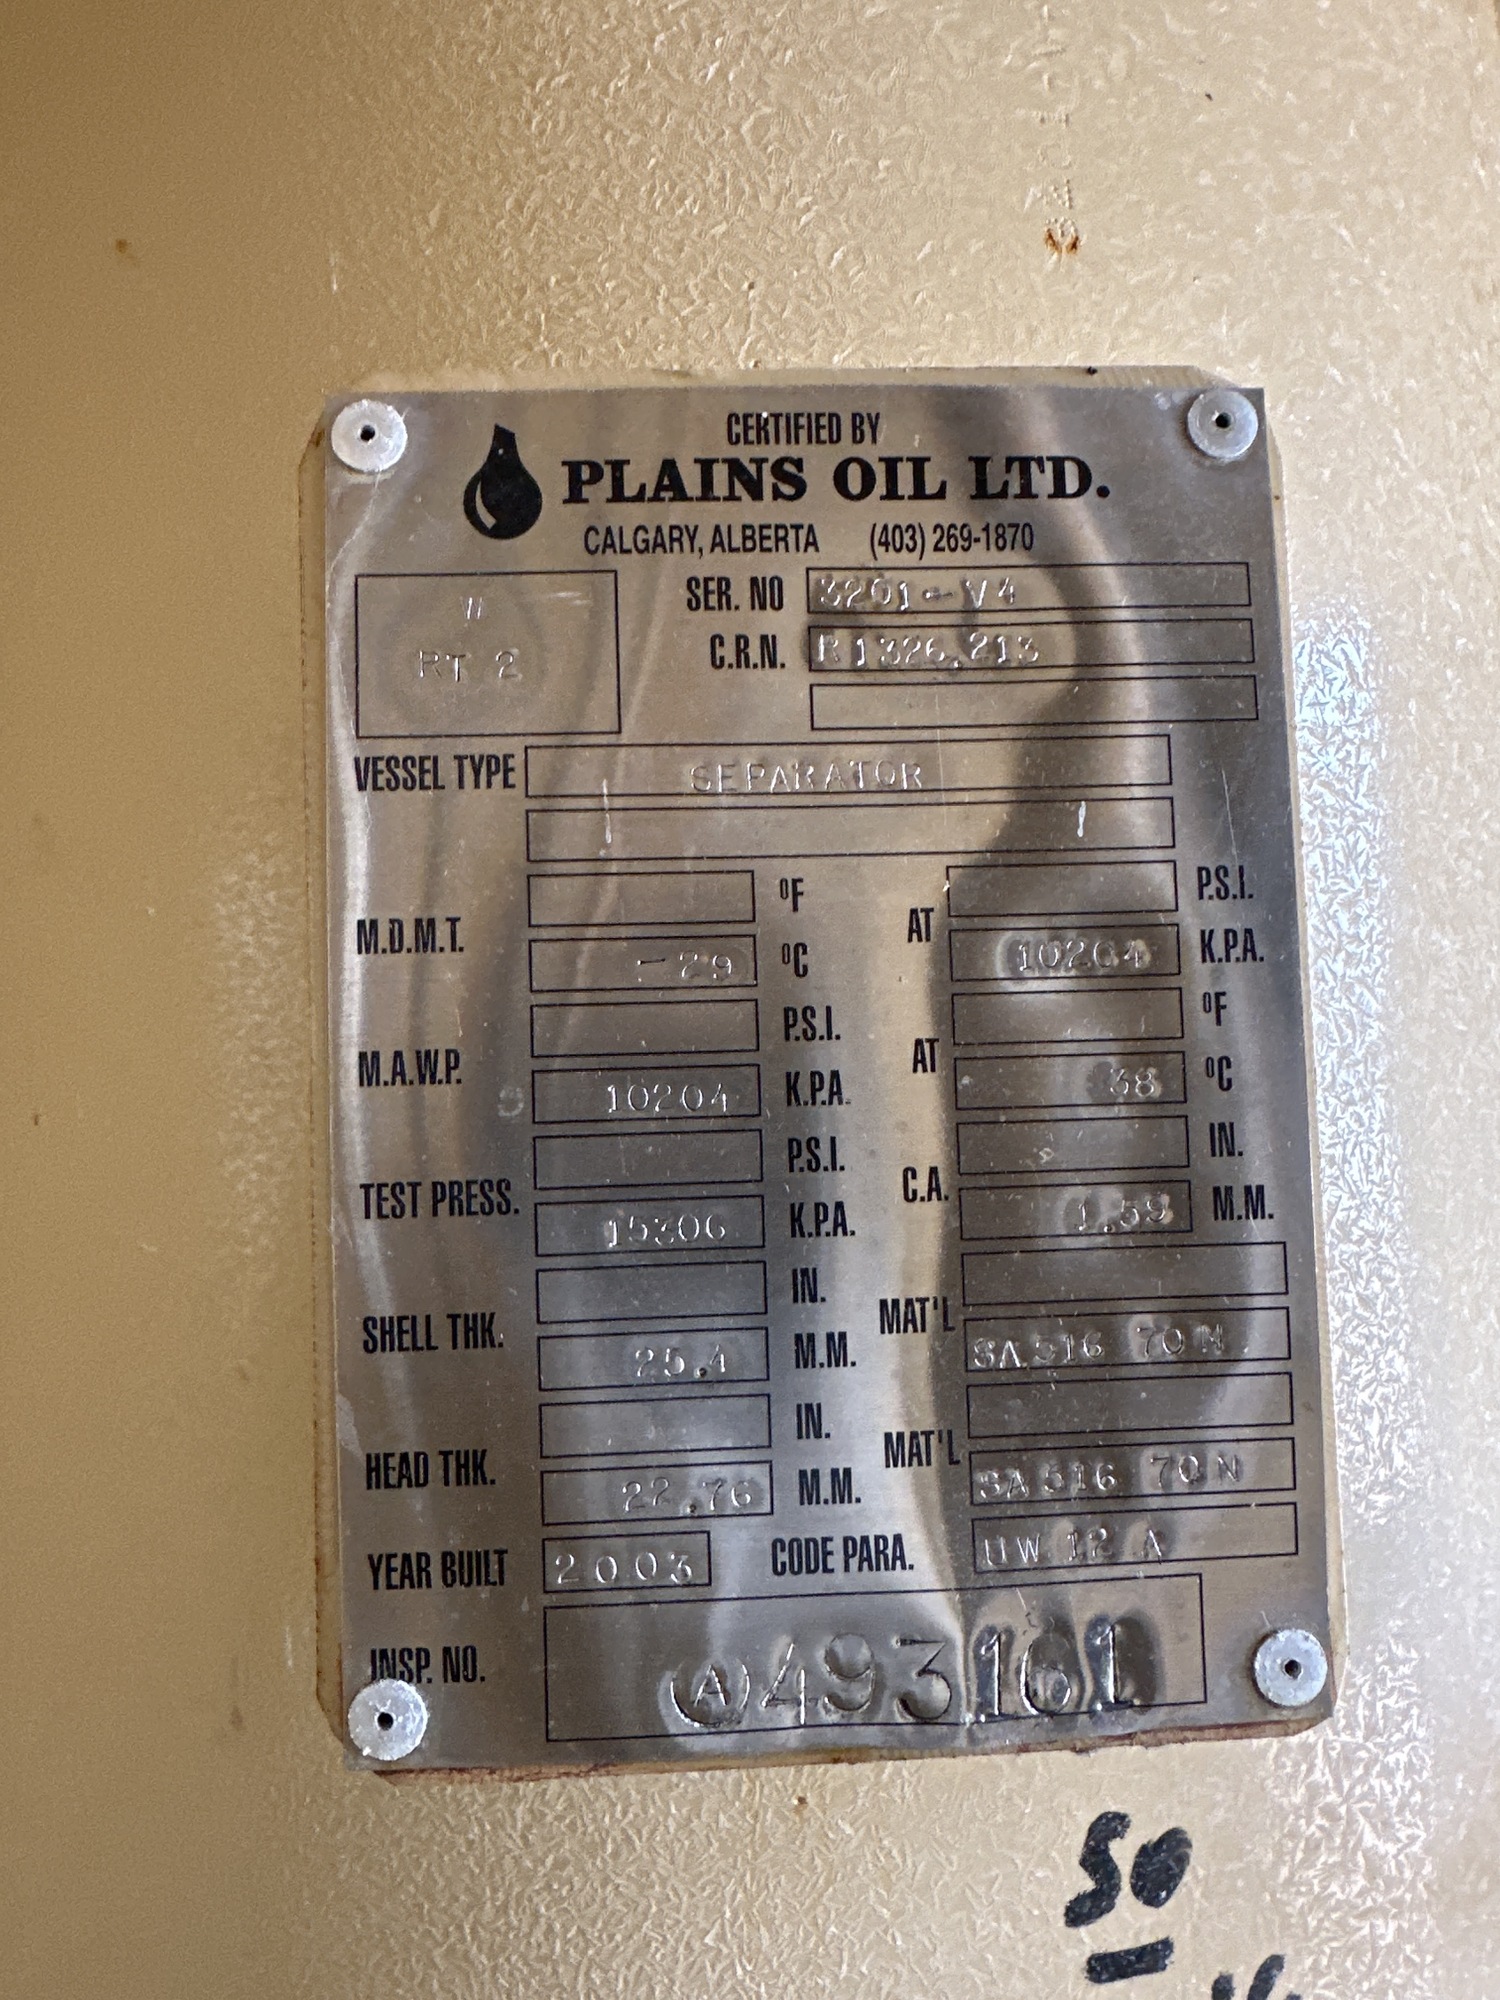 CERTIFIED BY
PLAINS OIL LTD.
CALGARY, ALBERTA (403) 269-1870
W
RT 2
SER. NO 3201-V4
C.R.N. R1326.213
VESSEL TYPE SEPARATOR
M.D.M.T. °F AT P.S.I.
-29 °C 10204 K.P.A.
M.A.W.P. P.S.I. AT °F
10204 K.P.A. 38 °C
TEST PRESS. P.S.I. C.A. IN.
15306 K.P.A. 1.59 M.M.
SHELL THK. IN. MAT'L
25.4 M.M. SA 516 70 N
HEAD THK. IN. MAT'L
22.76 M.M. SA 516 70 N
YEAR BUILT 2003 CODE PARA. UW 12 A
INSP. NO. (A) 493161
50